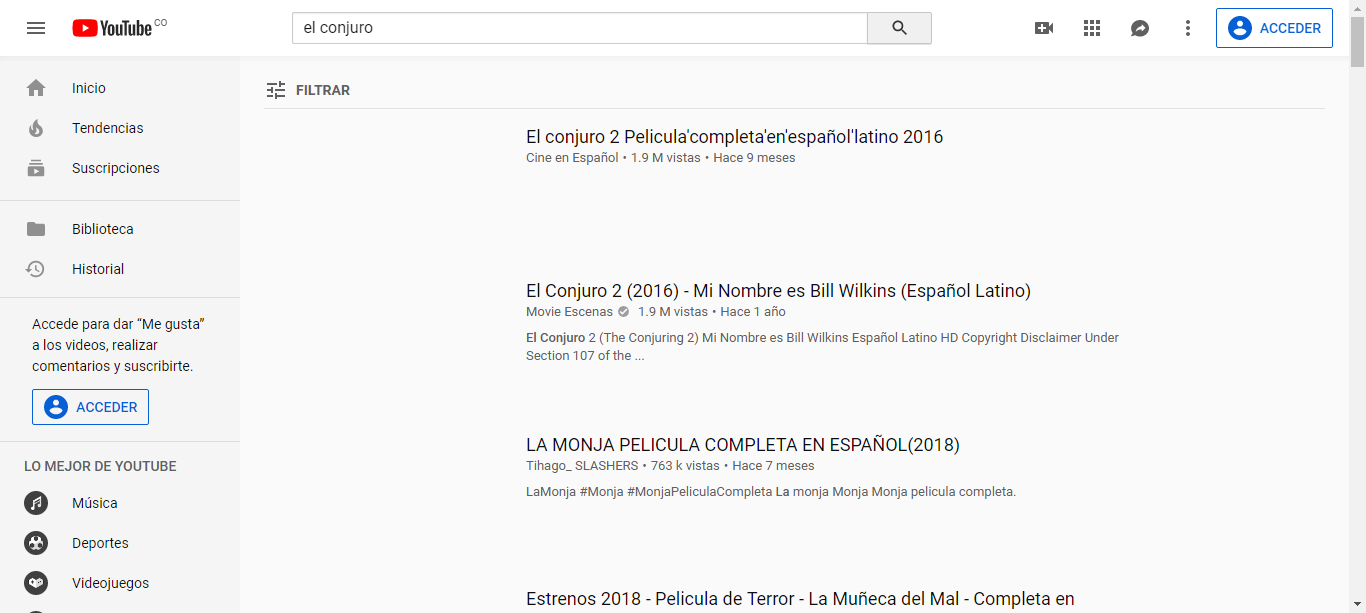 YouTube CO
el conjuro
ACCEDER
Inicio
Tendencias
Suscripciones
Biblioteca
Historial
Accede para dar “Me gusta”
a los videos, realizar
comentarios y suscribirte.
ACCEDER
LO MEJOR DE YOUTUBE
Música
Deportes
Videojuegos
FILTRAR
El conjuro 2 Pelicula'completa'en'español'latino 2016
Cine en Español • 1.9 M vistas • Hace 9 meses
El Conjuro 2 (2016) - Mi Nombre es Bill Wilkins (Español Latino)
Movie Escenas 1.9 M vistas • Hace 1 año
El Conjuro 2 (The Conjuring 2) Mi Nombre es Bill Wilkins Español Latino HD Copyright Disclaimer Under
Section 107 of the ...
LA MONJA PELICULA COMPLETA EN ESPAÑOL(2018)
Tihago_ SLASHERS • 763 k vistas • Hace 7 meses
LaMonja #Monja #MonjaPeliculaCompleta La monja Monja Monja pelicula completa.
Estrenos 2018 - Pelicula de Terror - La Muñeca del Mal - Completa en